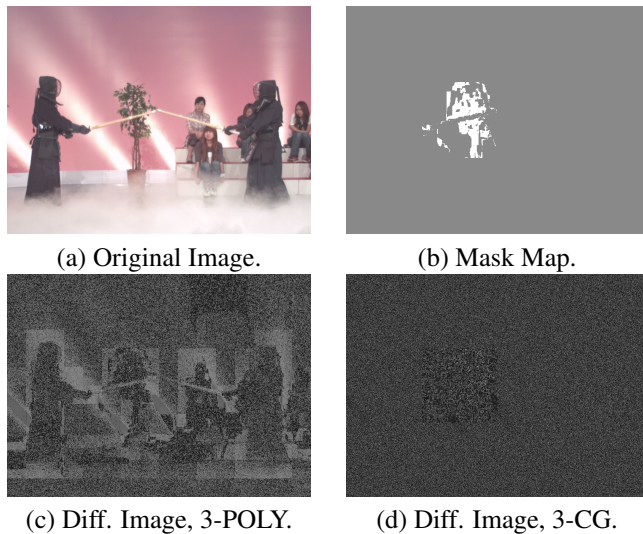 (a) Original Image.
(b) Mask Map.
(c) Diff. Image, 3-POLY.
(d) Diff. Image, 3-CG.